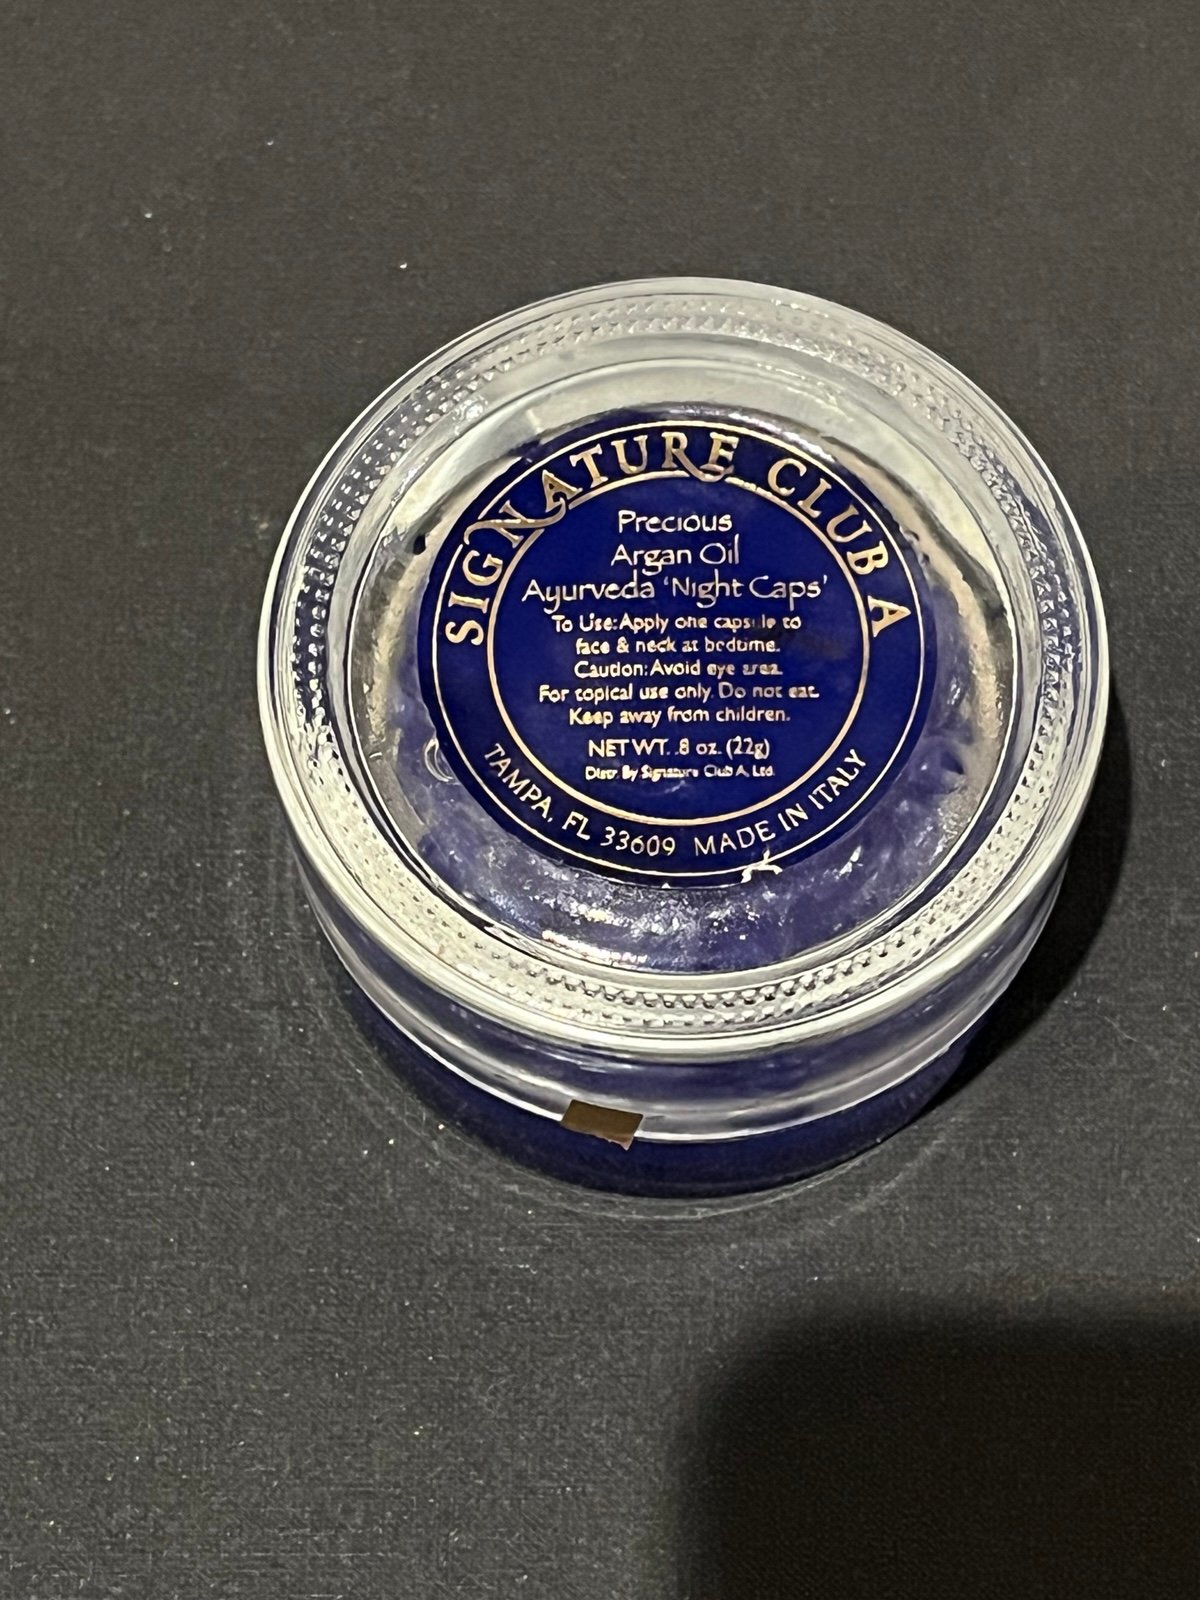 SIGNATURE CLUB A
Precious
Argan Oil
Ayurveda 'Night Caps'
To Use: Apply one capsule to
face & neck at bedtime.
Caution: Avoid eye area.
For topical use only. Do not eat.
Keep away from children.
NET WT. .8 oz. (22g)
Distr. By Signature Club A, Ltd.
TAMPA, FL 33609 MADE IN ITALY